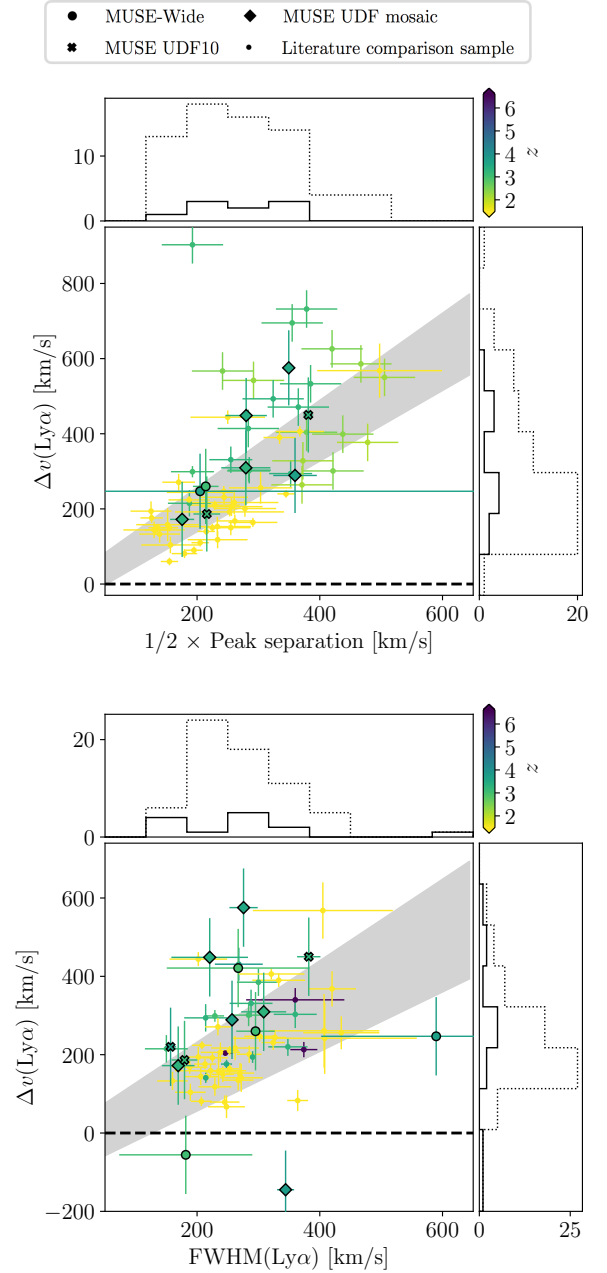 MUSE-Wide
MUSE UDF mosaic
MUSE UDF10
Literature comparison sample
10
0
6
5
4
3
2
z
800
600
400
200
0
Δv(Lyα) [km/s]
200 400 600
0 20
1/2 × Peak separation [km/s]
20
0
6
5
4
3
2
z
600
400
200
0
−200
Δv(Lyα) [km/s]
200 400 600
0 25
FWHM(Lyα) [km/s]